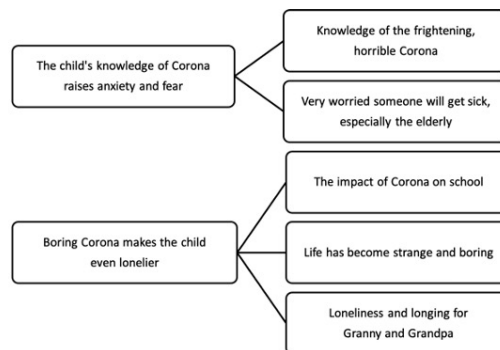 Knowledge of the frightening,
horrible Corona
The child's knowledge of Corona
raises anxiety and fear
Very worried someone will get sick,
especially the elderly
The impact of Corona on school
Boring Corona makes the child
even lonelier
Life has become strange and boring
Loneliness and longing for
Granny and Grandpa